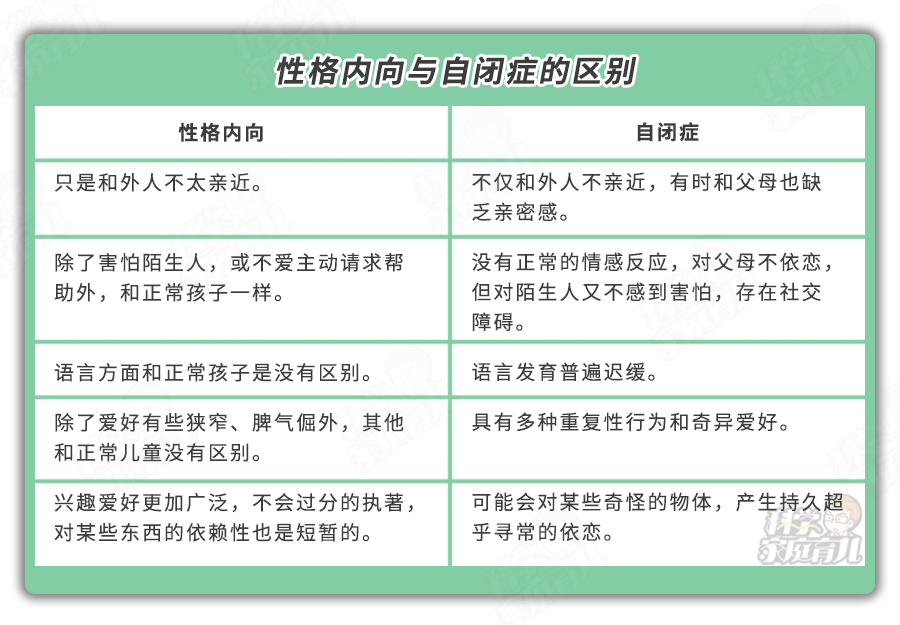 性格内向与自闭症的区别
性格内向
自闭症
只是和外人不太亲近。
不仅和外人不亲近，有时和父母也缺
乏亲密感。
除了害怕陌生人，或不爱主动请求帮
助外，和正常孩子一样。
没有正常的情感反应，对父母不依恋，
但对陌生人又不感到害怕，存在社交
障碍。
语言方面和正常孩子是没有区别。
语言发育普遍迟缓。
除了爱好有些狭窄、脾气倔外，其他
和正常儿童没有区别。
具有多种重复性行为和奇异爱好。
兴趣爱好更加广泛，不会过分的执著，
对某些东西的依赖性也是短暂的。
可能会对某些奇怪的物体，产生持久超
乎寻常的依恋。
科学
家庭育儿